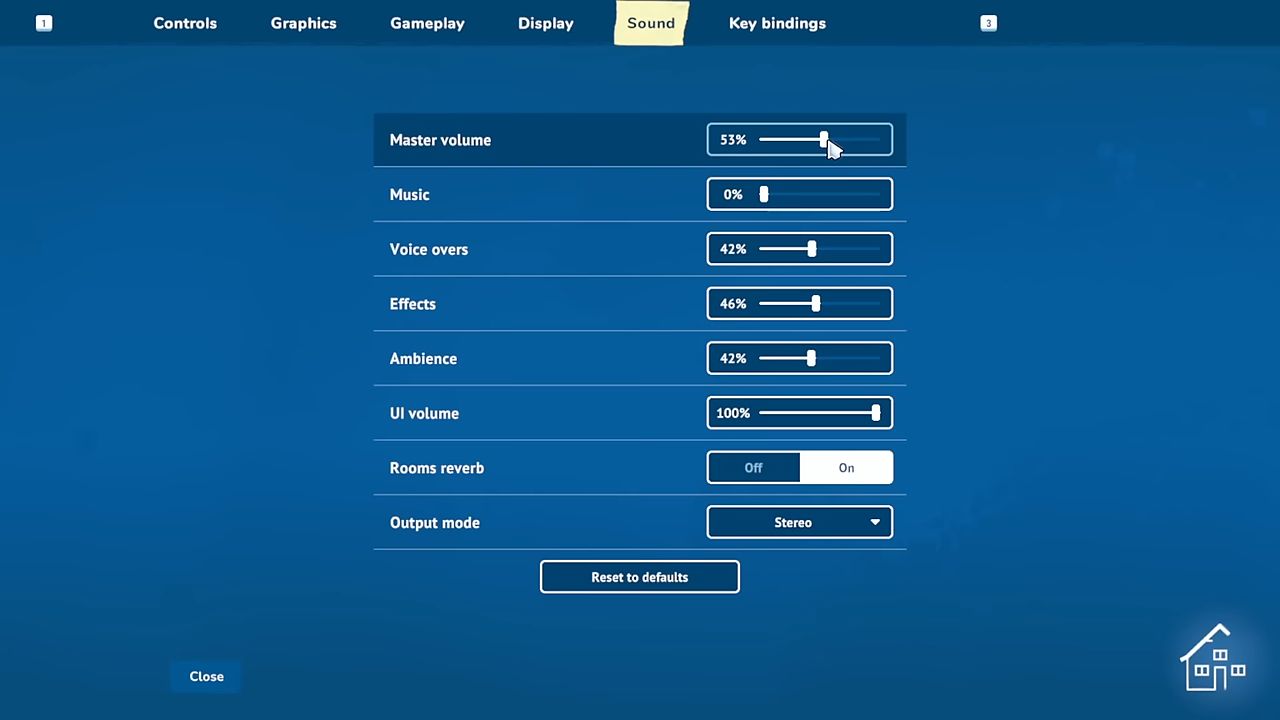 1 Controls Graphics Gameplay Display Sound Key bindings 3
Master volume 53%
Music 0%
Voice overs 42%
Effects 46%
Ambience 42%
UI volume 100%
Rooms reverb Off On
Output mode Stereo
Reset to defaults
Close